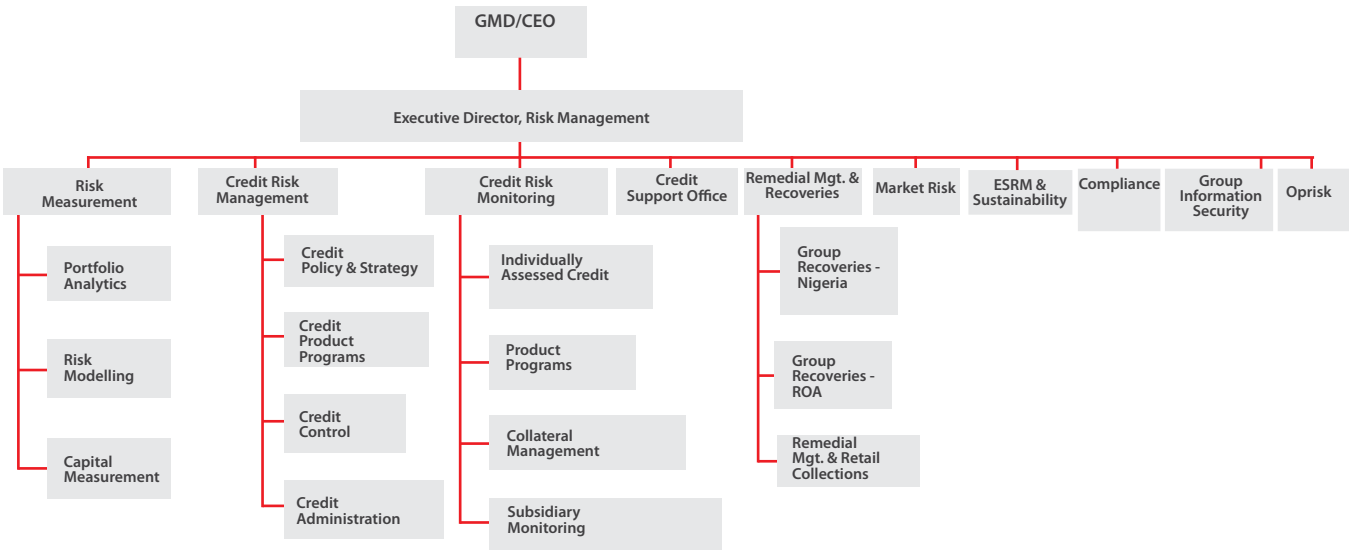 GMD/CEO
Executive Director, Risk Management
Risk
Measurement
Credit Risk
Management
Credit Risk
Monitoring
Credit
Support Office
Remedial Mgt. &
Recoveries
Market Risk
ESRM &
Sustainability
Compliance
Group
Information
Security
Oprisk
Portfolio
Analytics
Risk
Modelling
Capital
Measurement
Credit
Policy & Strategy
Credit
Product
Programs
Credit
Control
Credit
Administration
Individually
Assessed Credit
Product
Programs
Collateral
Management
Subsidiary
Monitoring
Group
Recoveries -
Nigeria
Group
Recoveries -
ROA
Remedial
Mgt. & Retail
Collections